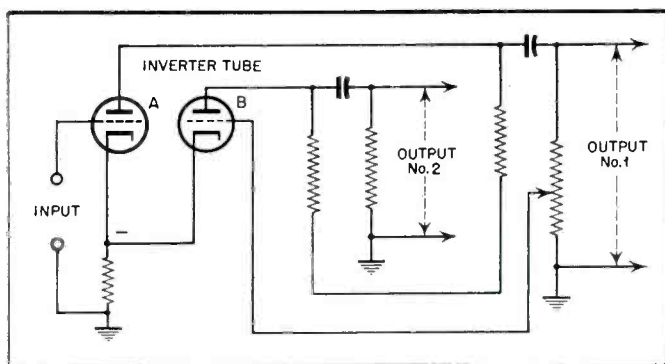 INVERTER TUBE
A
B
INPUT
−
OUTPUT
No.2
OUTPUT
No.1